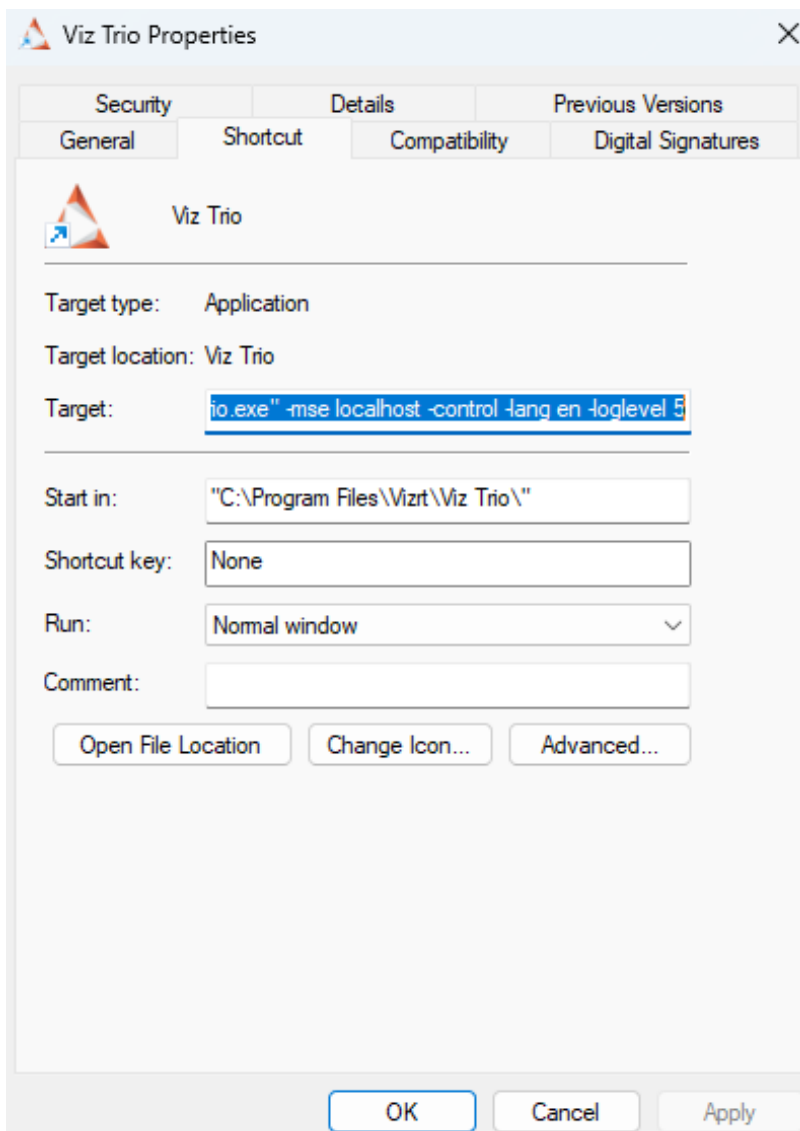 Viz Trio Properties
Security Details Previous Versions
General Shortcut Compatibility Digital Signatures
Viz Trio
Target type: Application
Target location: Viz Trio
Target: io.exe" -mse localhost -control -lang en -loglevel 5
Start in: "C:\Program Files\Vizrt\Viz Trio\"
Shortcut key: None
Run: Normal window
Comment:
Open File Location Change Icon... Advanced...
OK Cancel Apply